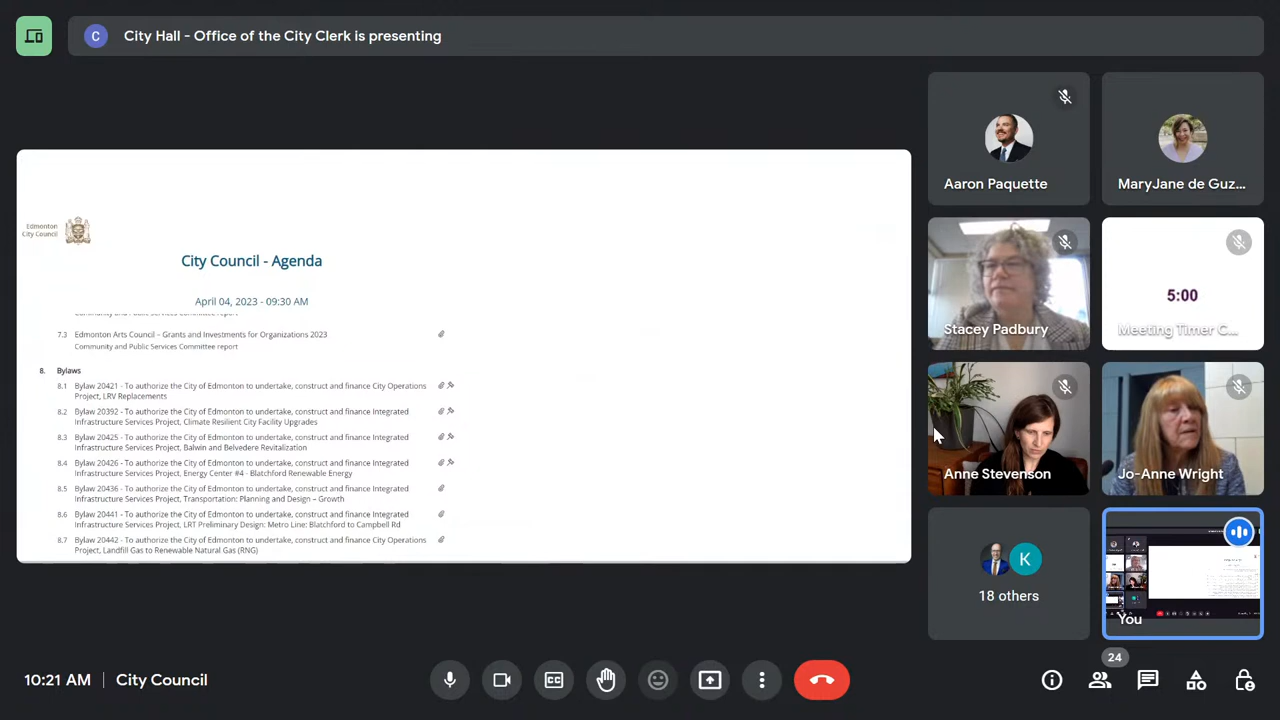 City Hall - Office of the City Clerk is presenting
C
Edmonton
City Council
City Council - Agenda
April 04, 2023 - 09:30 AM
Community and Public Services Committee report
7.3 Edmonton Arts Council – Grants and Investments for Organizations 2023
Community and Public Services Committee report
8. Bylaws
8.1 Bylaw 20421 - To authorize the City of Edmonton to undertake, construct and finance City Operations
Project, LRV Replacements
8.2 Bylaw 20392 - To authorize the City of Edmonton to undertake, construct and finance Integrated
Infrastructure Services Project, Climate Resilient City Facility Upgrades
8.3 Bylaw 20425 - To authorize the City of Edmonton to undertake, construct and finance Integrated
Infrastructure Services Project, Balwin and Belvedere Revitalization
8.4 Bylaw 20426 - To authorize the City of Edmonton to undertake, construct and finance Integrated
Infrastructure Services Project, Energy Center #4 - Blatchford Renewable Energy
8.5 Bylaw 20436 - To authorize the City of Edmonton to undertake, construct and finance Integrated
Infrastructure Services Project, Transportation: Planning and Design – Growth
8.6 Bylaw 20441 - To authorize the City of Edmonton to undertake, construct and finance Integrated
Infrastructure Services Project, LRT Preliminary Design: Metro Line: Blatchford to Campbell Rd
8.7 Bylaw 20442 - To authorize the City of Edmonton to undertake, construct and finance City Operations
Project, Landfill Gas to Renewable Natural Gas (RNG)
Aaron Paquette
MaryJane de Guz...
Stacey Padbury
5:00
Meeting Timer C...
Anne Stevenson
Jo-Anne Wright
K
18 others
You
10:21 AM | City Council
CC
24